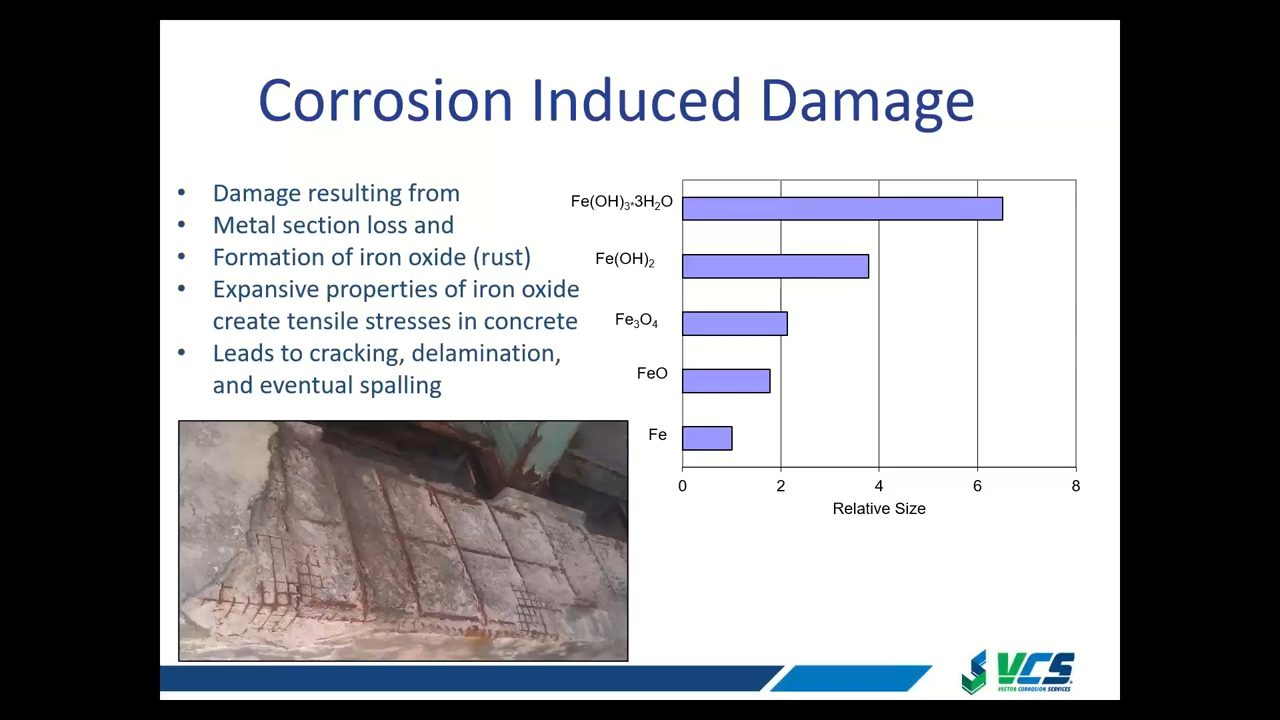 Corrosion Induced Damage
• Damage resulting from
• Metal section loss and
• Formation of iron oxide (rust)
• Expansive properties of iron oxide
create tensile stresses in concrete
• Leads to cracking, delamination,
and eventual spalling
Fe(OH)₃*3H₂O
Fe(OH)₂
Fe₃O₄
FeO
Fe
0 2 4 6 8
Relative Size
VCS
VECTOR CORROSION SERVICES